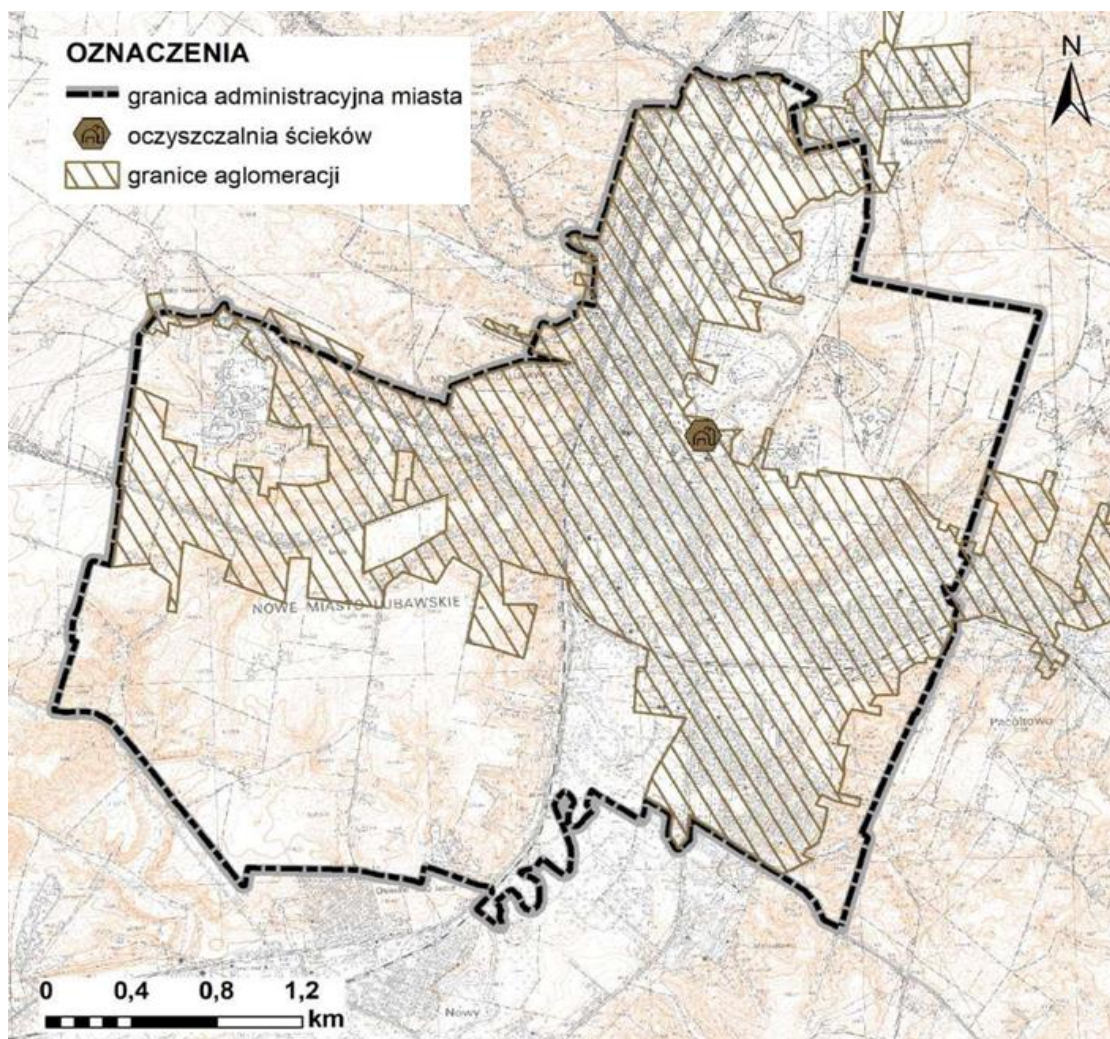 OZNACZENIA
granica administracyjna miasta
oczyszczalnia ścieków
granice aglomeracji
N
NOWE MIASTO LUBAWSKIE
Pacółtowo
Nowy
0 0,4 0,8 1,2
km